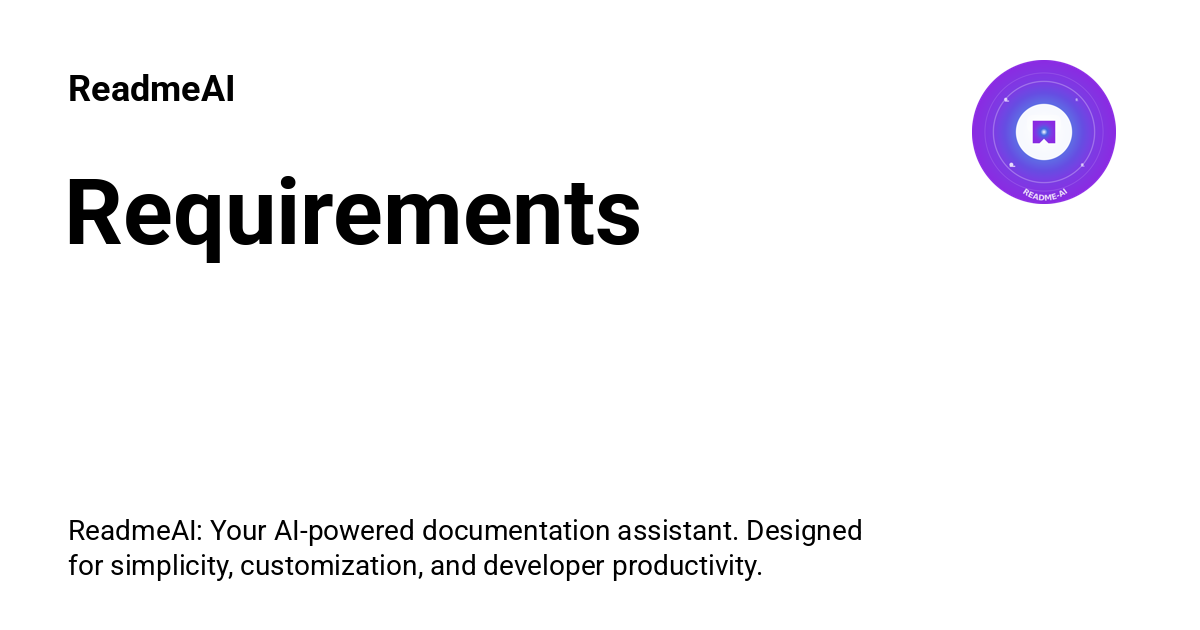 ReadmeAI
README-AI
Requirements
ReadmeAI: Your AI-powered documentation assistant. Designed
for simplicity, customization, and developer productivity.